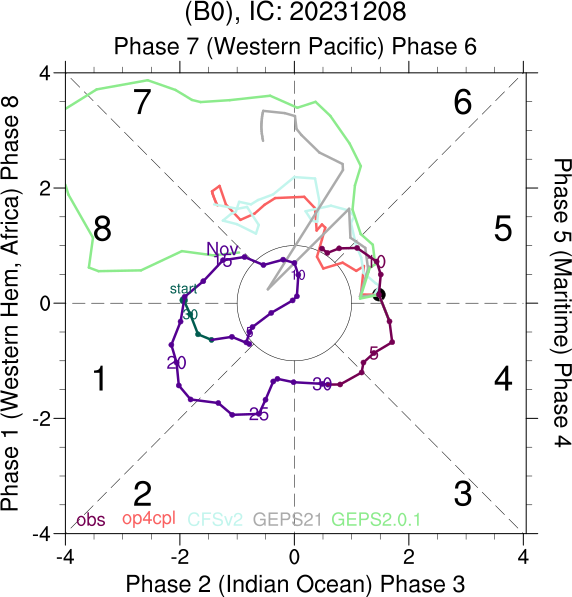 (B0), IC: 20231208
Phase 7 (Western Pacific) Phase 6
4
7
6
2
8
5
Nov
15
10
10
start
0
30
5
5
20
1
4
30
25
-2
2
3
obs op4cpl CFSv2 GEPS21 GEPS2.0.1
-4
-4 -2 0 2 4
Phase 2 (Indian Ocean) Phase 3
Phase 1 (Western Hem, Africa) Phase 8
Phase 5 (Maritime) Phase 4